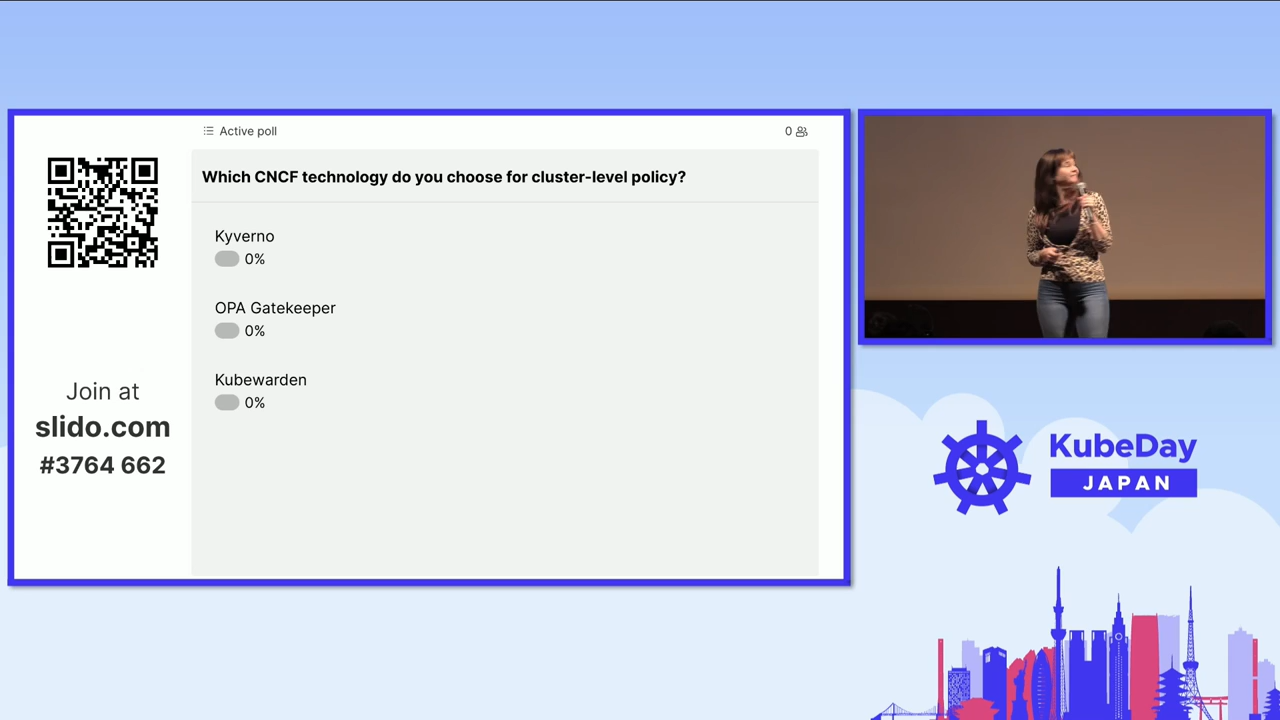 Active poll
0
Which CNCF technology do you choose for cluster-level policy?
Kyverno
0%
OPA Gatekeeper
0%
Kubewarden
0%
Join at
slido.com
#3764 662
KubeDay
JAPAN